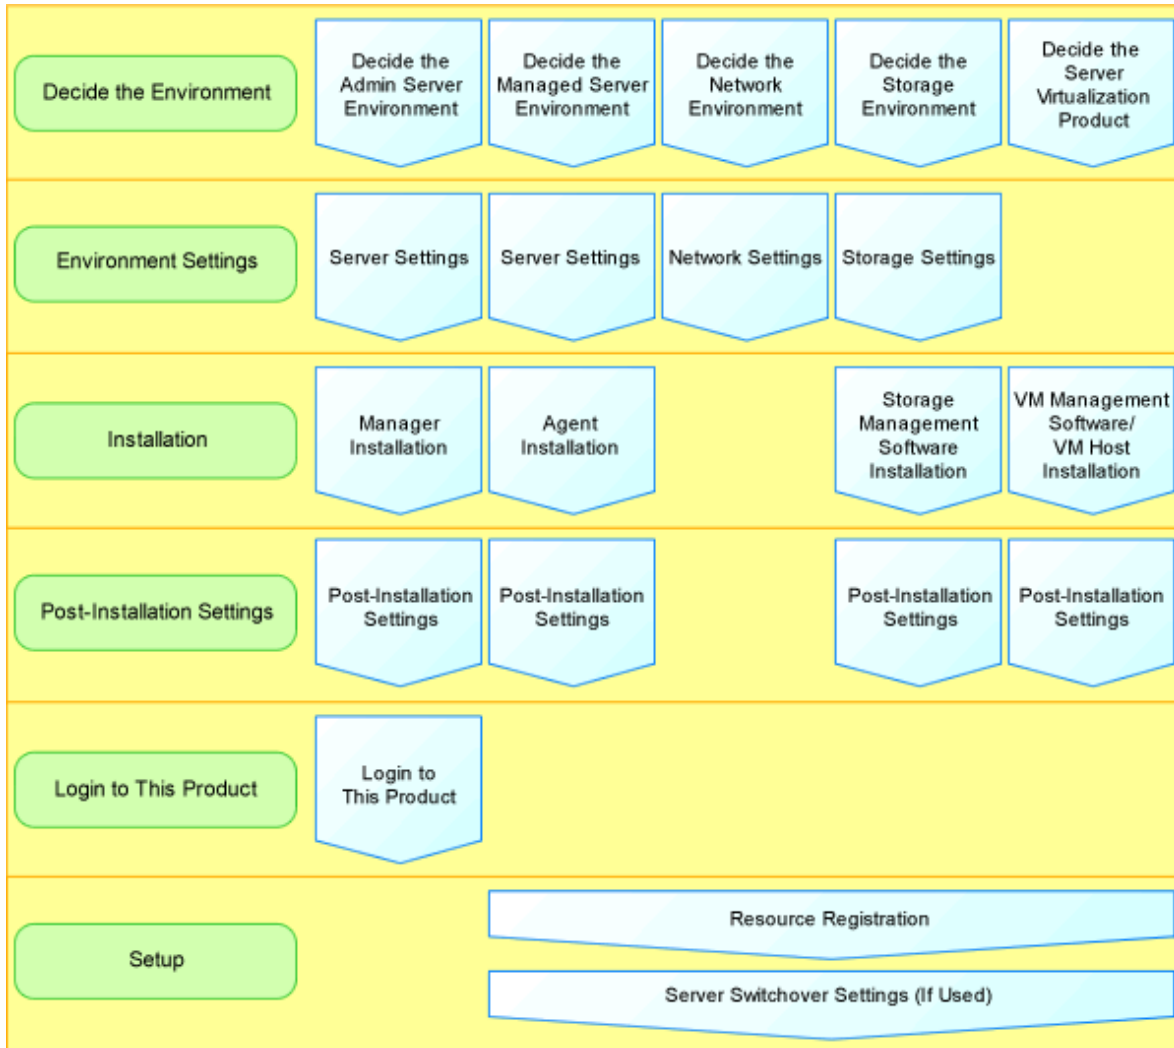 Decide the Environment
Decide the
Admin Server
Environment
Decide the
Managed Server
Environment
Decide the
Network
Environment
Decide the
Storage
Environment
Decide the
Server
Virtualization
Product
Environment Settings
Server Settings
Server Settings
Network Settings
Storage Settings
Installation
Manager
Installation
Agent
Installation
Storage
Management
Software
Installation
VM Management
Software/
VM Host
Installation
Post-Installation Settings
Post-Installation
Settings
Post-Installation
Settings
Post-Installation
Settings
Post-Installation
Settings
Login to This Product
Login to
This Product
Setup
Resource Registration
Server Switchover Settings (If Used)